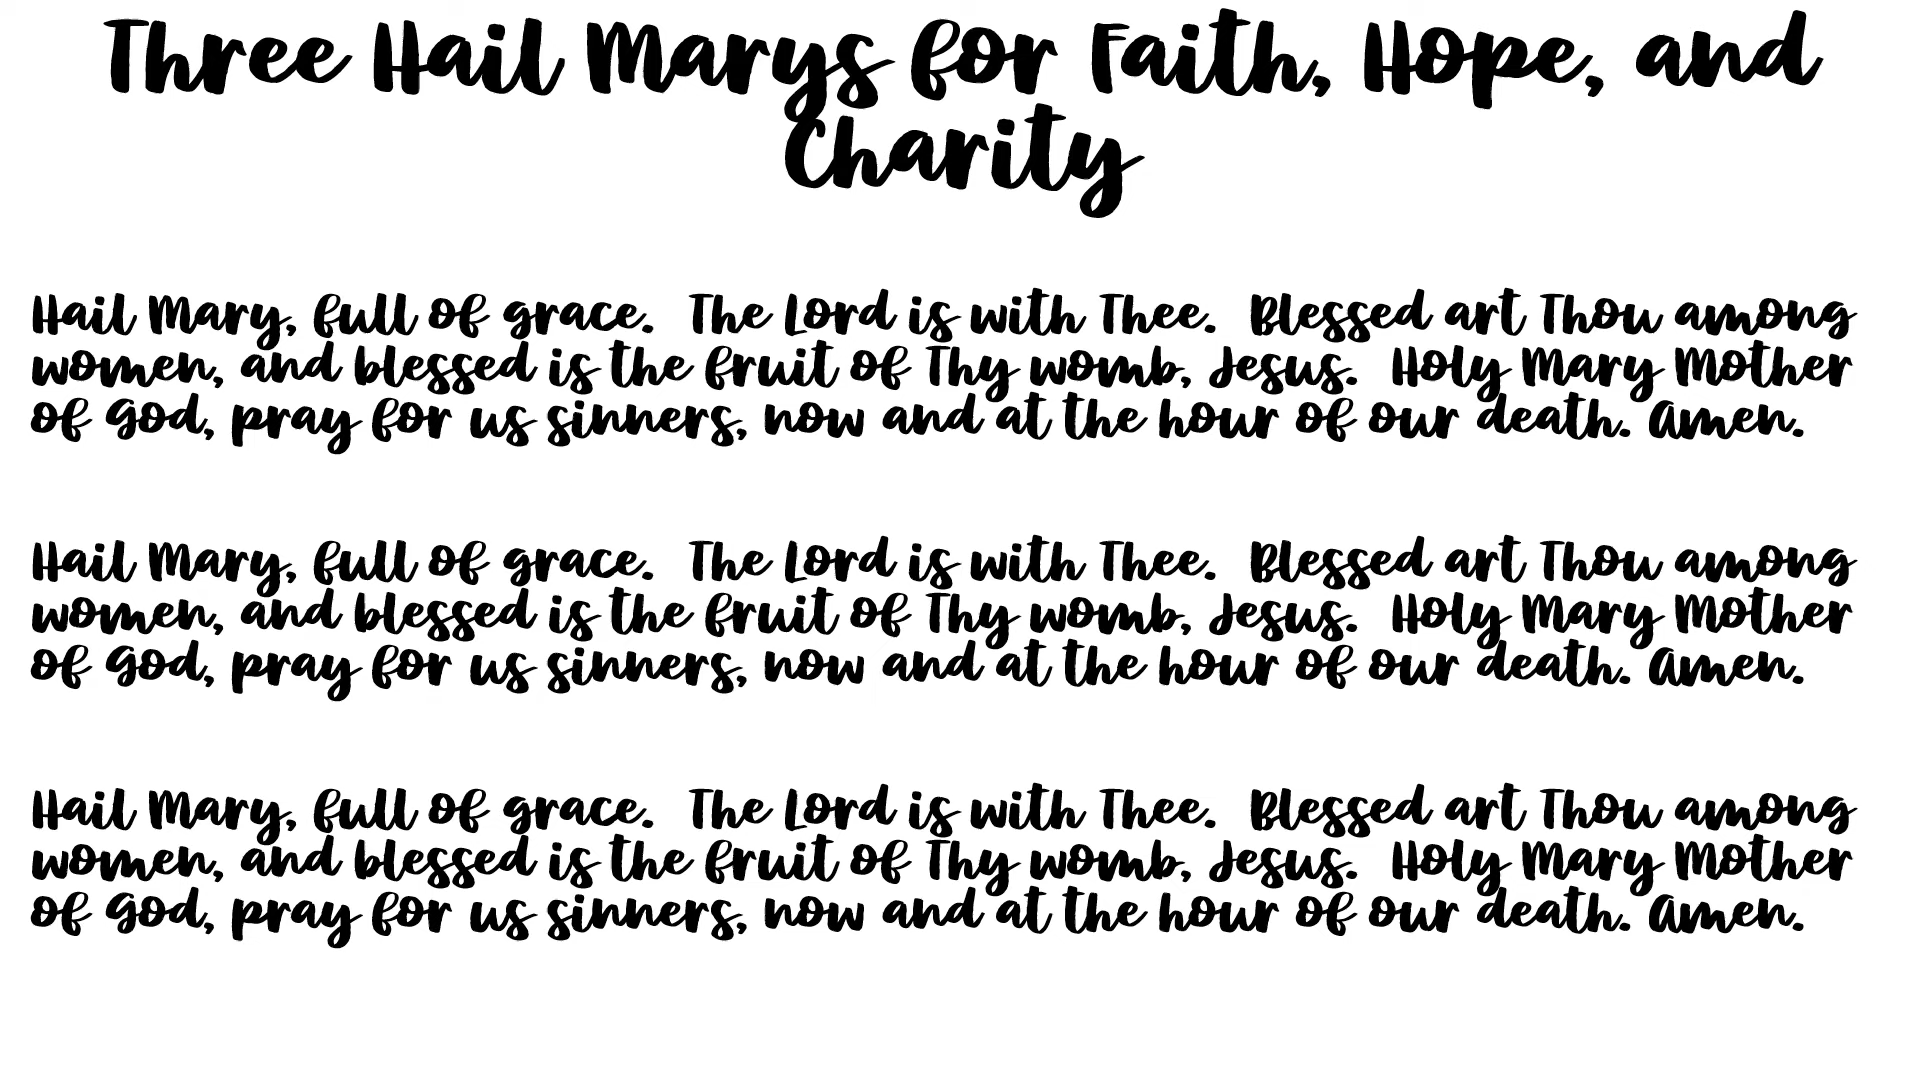 Three Hail Marys for Faith, Hope, and
Charity
Hail Mary, full of grace.  The Lord is with Thee.  Blessed art Thou among
women, and blessed is the fruit of Thy womb, Jesus.  Holy Mary Mother
of God, pray for us sinners, now and at the hour of our death. Amen.
Hail Mary, full of grace.  The Lord is with Thee.  Blessed art Thou among
women, and blessed is the fruit of Thy womb, Jesus.  Holy Mary Mother
of God, pray for us sinners, now and at the hour of our death. Amen.
Hail Mary, full of grace.  The Lord is with Thee.  Blessed art Thou among
women, and blessed is the fruit of Thy womb, Jesus.  Holy Mary Mother
of God, pray for us sinners, now and at the hour of our death. Amen.